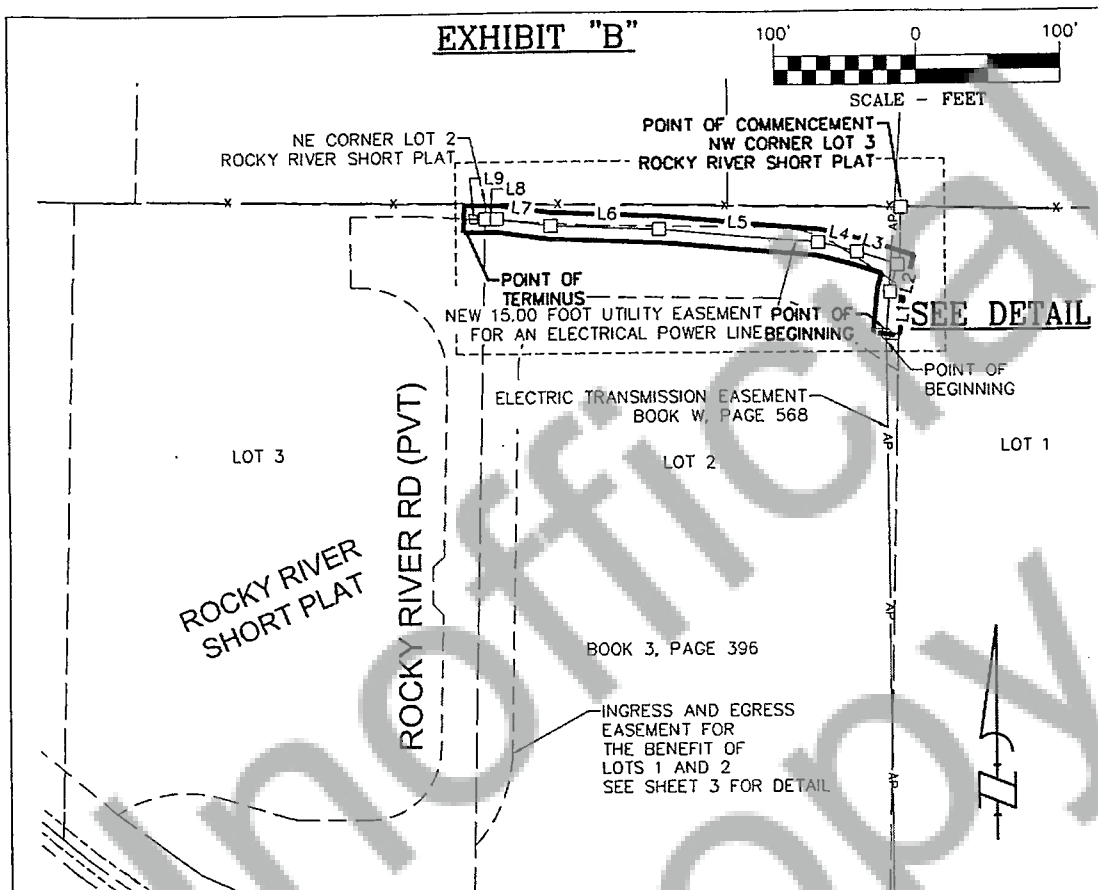 EXHIBIT "B"
100' 0 100'
SCALE - FEET
POINT OF COMMENCEMENT
NW CORNER LOT 3
ROCKY RIVER SHORT PLAT
NE CORNER LOT 2
ROCKY RIVER SHORT PLAT
L9
L8
L7
L6
L5
L4
L3
L2
L1
AP
POINT OF
TERMINUS
NEW 15.00 FOOT UTILITY EASEMENT
FOR AN ELECTRICAL POWER LINE
POINT OF
BEGINNING
SEE DETAIL
POINT OF
BEGINNING
ELECTRIC TRANSMISSION EASEMENT
BOOK W, PAGE 568
AP
LOT 3
LOT 2
LOT 1
ROCKY RIVER RD (PVT)
ROCKY RIVER
SHORT PLAT
AP
BOOK 3, PAGE 396
INGRESS AND EGRESS
EASEMENT FOR
THE BENEFIT OF
LOTS 1 AND 2
SEE SHEET 3 FOR DETAIL
AP
N
Unofficial
Copy